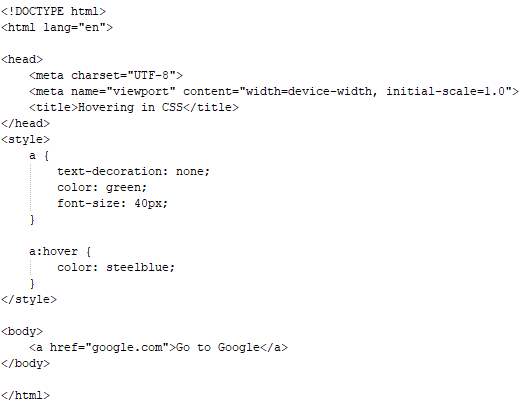 <!DOCTYPE html>
<html lang="en">

<head>
    <meta charset="UTF-8">
    <meta name="viewport" content="width=device-width, initial-scale=1.0">
    <title>Hovering in CSS</title>
</head>
<style>
    a {
        text-decoration: none;
        color: green;
        font-size: 40px;
    }

    a:hover {
        color: steelblue;
    }
</style>

<body>
    <a href="google.com">Go to Google</a>
</body>

</html>